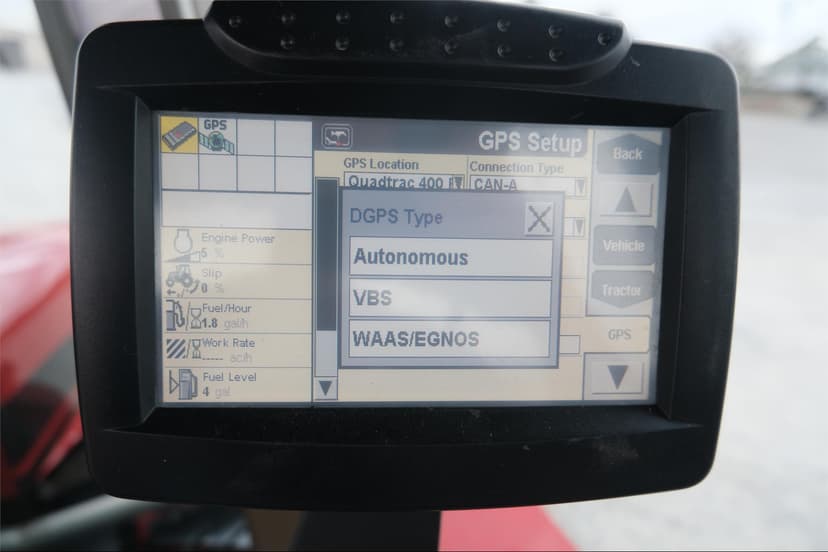 GPS
GPS Setup
Back
GPS Location
Connection Type
Quadtrac 400
CAN-A
DGPS Type
X
Autonomous
VBS
WAAS/EGNOS
Engine Power
5 %
Slip
0 %
Fuel/Hour
1.8 gal/h
Work Rate
----- ac/h
Fuel Level
4 gal
Vehicle
Tractor
GPS